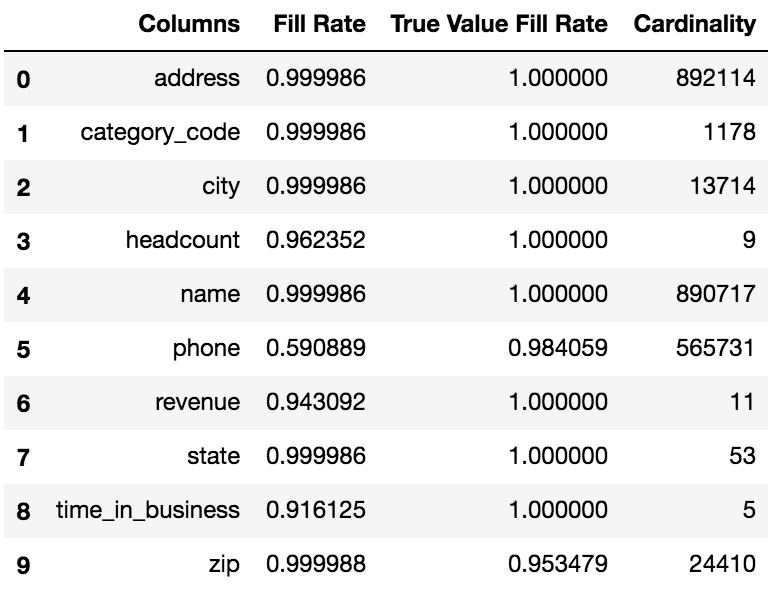 Columns Fill Rate True Value Fill Rate Cardinality
0 address 0.999986 1.000000 892114
1 category_code 0.999986 1.000000 1178
2 city 0.999986 1.000000 13714
3 headcount 0.962352 1.000000 9
4 name 0.999986 1.000000 890717
5 phone 0.590889 0.984059 565731
6 revenue 0.943092 1.000000 11
7 state 0.999986 1.000000 53
8 time_in_business 0.916125 1.000000 5
9 zip 0.999988 0.953479 24410